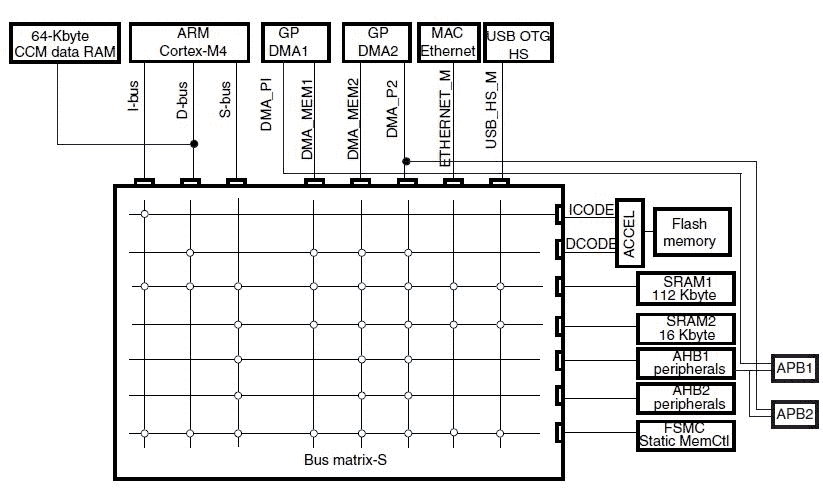 64-Kbyte
CCM data RAM
ARM
Cortex-M4
GP
DMA1
GP
DMA2
MAC
Ethernet
USB OTG
HS
I-bus
D-bus
S-bus
DMA_PI
DMA_MEM1
DMA_MEM2
DMA_P2
ETHERNET_M
USB_HS_M
ICODE
DCODE
ACCEL
Flash
memory
SRAM1
112 Kbyte
SRAM2
16 Kbyte
AHB1
peripherals
AHB2
peripherals
FSMC
Static MemCtl
APB1
APB2
Bus matrix-S